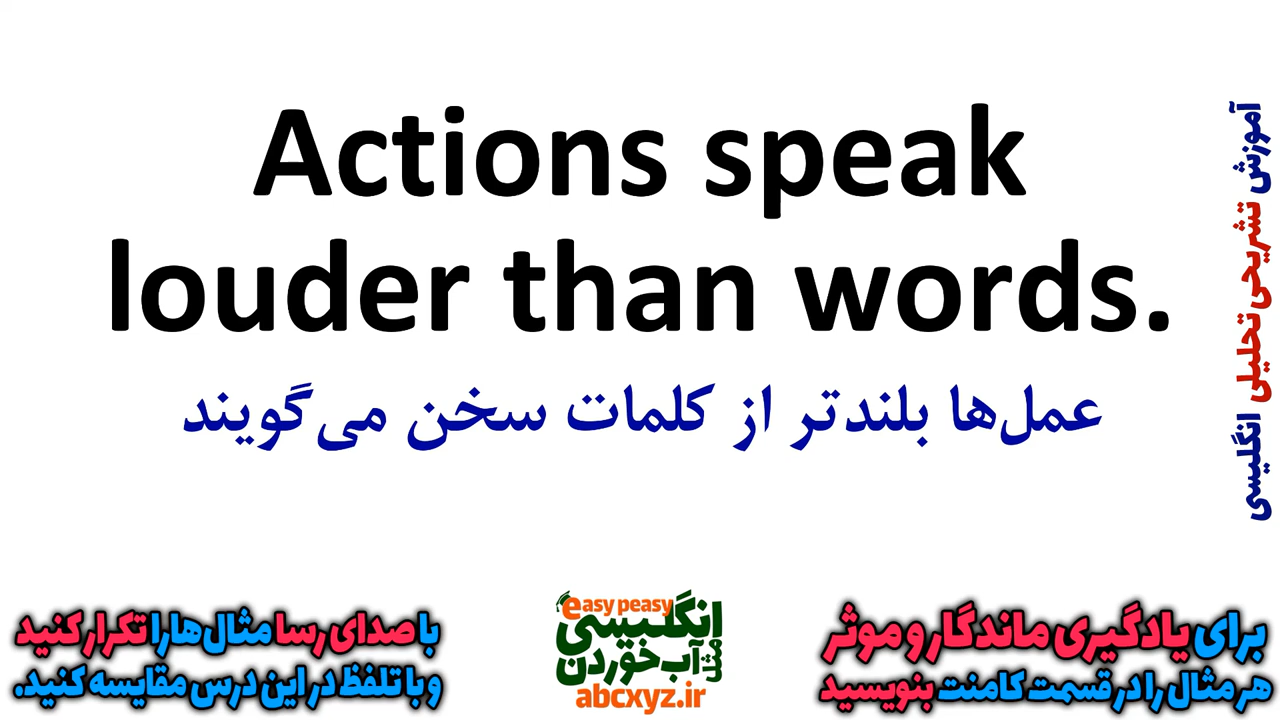 Actions speak
louder than words.
عمل‌ها بلندتر از کلمات سخن می‌گویند
آموزش تشریحی تحلیلی انگلیسی
برای یادگیری ماندگار و موثر
هر مثال را در قسمت کامنت بنویسید
easy peasy
انگلیسی
مثل
آب خوردن
abcxyz.ir
با صدای رسا مثال‌ها را تکرار کنید
و با تلفظ در این درس مقایسه کنید.